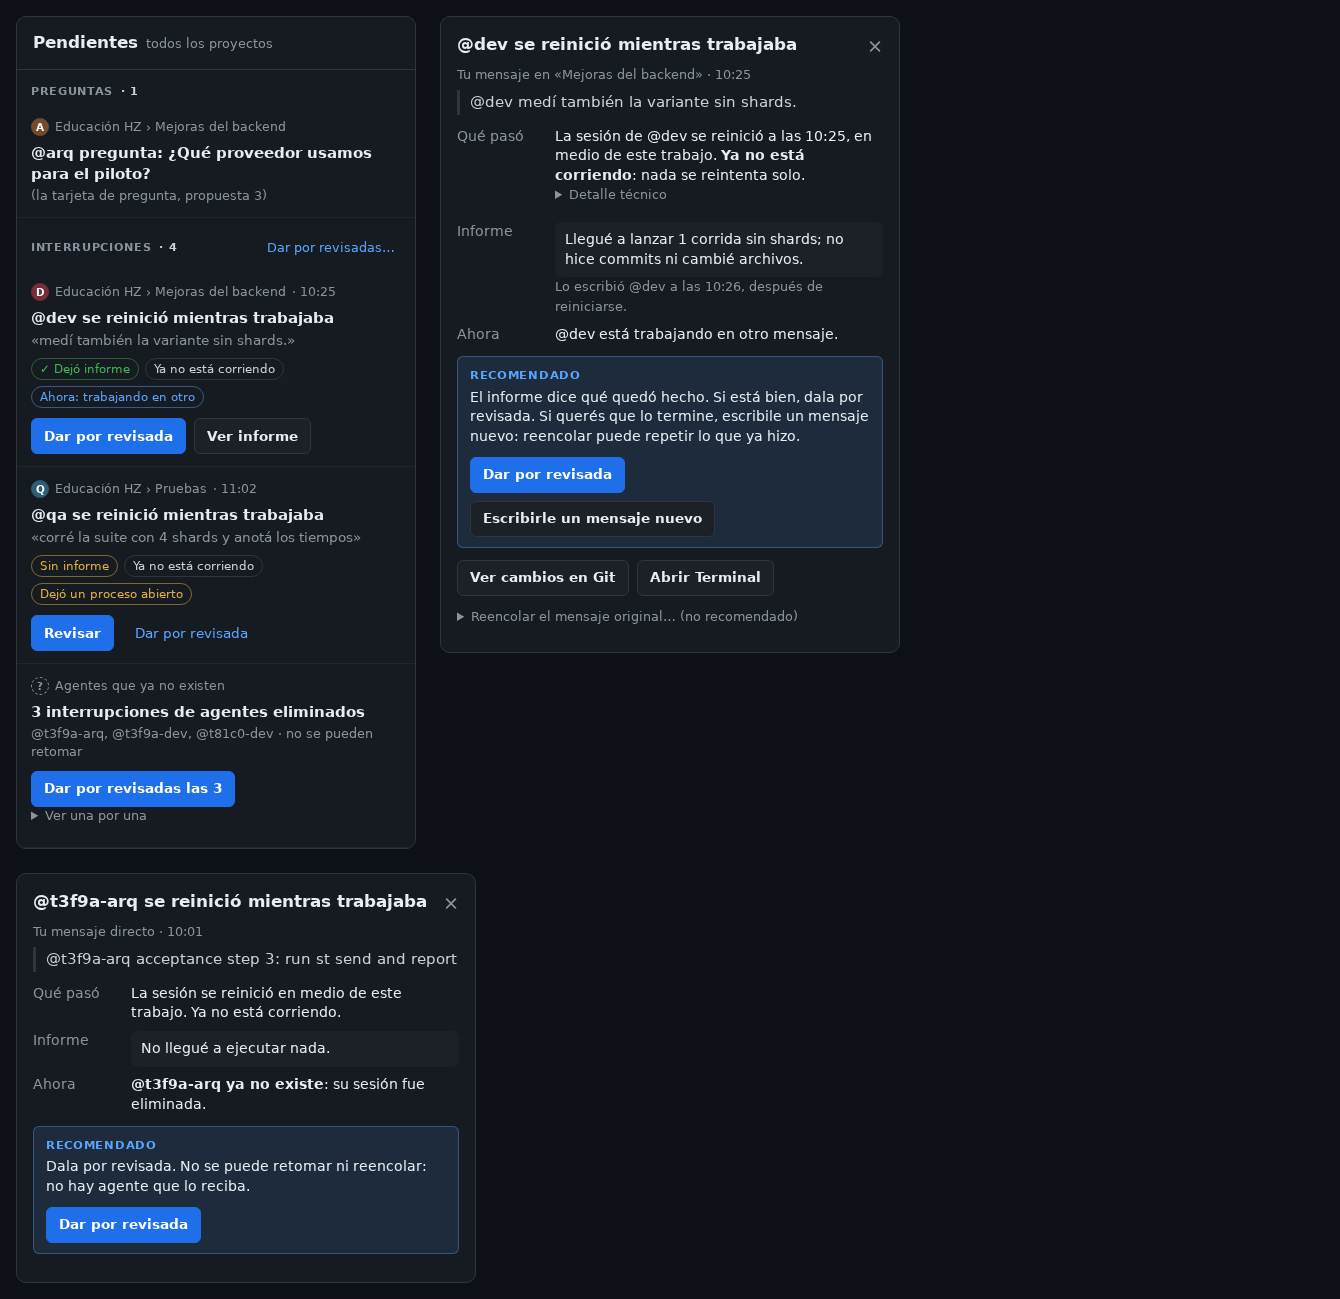 Pendientes todos los proyectos
PREGUNTAS · 1
A Educación HZ › Mejoras del backend
@arq pregunta: ¿Qué proveedor usamos
para el piloto?
(la tarjeta de pregunta, propuesta 3)
INTERRUPCIONES · 4 Dar por revisadas…
D Educación HZ › Mejoras del backend · 10:25
@dev se reinició mientras trabajaba
«medí también la variante sin shards.»
✓ Dejó informe Ya no está corriendo
Ahora: trabajando en otro
Dar por revisada Ver informe
Q Educación HZ › Pruebas · 11:02
@qa se reinició mientras trabajaba
«corré la suite con 4 shards y anotá los tiempos»
Sin informe Ya no está corriendo
Dejó un proceso abierto
Revisar Dar por revisada
? Agentes que ya no existen
3 interrupciones de agentes eliminados
@t3f9a-arq, @t3f9a-dev, @t81c0-dev · no se pueden
retomar
Dar por revisadas las 3
▶ Ver una por una
@dev se reinició mientras trabajaba ×
Tu mensaje en «Mejoras del backend» · 10:25
@dev medí también la variante sin shards.
Qué pasó La sesión de @dev se reinició a las 10:25, en
medio de este trabajo. Ya no está
corriendo: nada se reintenta solo.
▶ Detalle técnico
Informe Llegué a lanzar 1 corrida sin shards; no
hice commits ni cambié archivos.
Lo escribió @dev a las 10:26, después de
reiniciarse.
Ahora @dev está trabajando en otro mensaje.
RECOMENDADO
El informe dice qué quedó hecho. Si está bien, dala por
revisada. Si querés que lo termine, escribile un mensaje
nuevo: reencolar puede repetir lo que ya hizo.
Dar por revisada
Escribirle un mensaje nuevo
Ver cambios en Git Abrir Terminal
▶ Reencolar el mensaje original… (no recomendado)
@t3f9a-arq se reinició mientras trabajaba ×
Tu mensaje directo · 10:01
@t3f9a-arq acceptance step 3: run st send and report
Qué pasó La sesión se reinició en medio de este
trabajo. Ya no está corriendo.
Informe No llegué a ejecutar nada.
Ahora @t3f9a-arq ya no existe: su sesión fue
eliminada.
RECOMENDADO
Dala por revisada. No se puede retomar ni reencolar:
no hay agente que lo reciba.
Dar por revisada